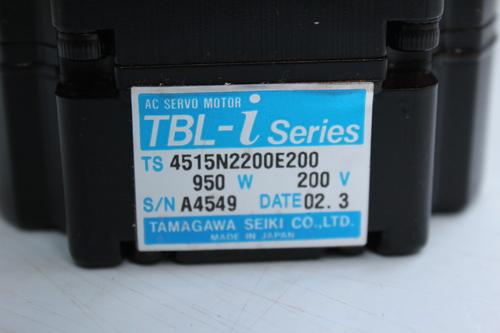 AC SERVO MOTOR
TBL-i Series
TS 4515N2200E200
950 W 200 V
S/N A4549 DATE 02. 3
TAMAGAWA SEIKI CO.,LTD.
MADE IN JAPAN